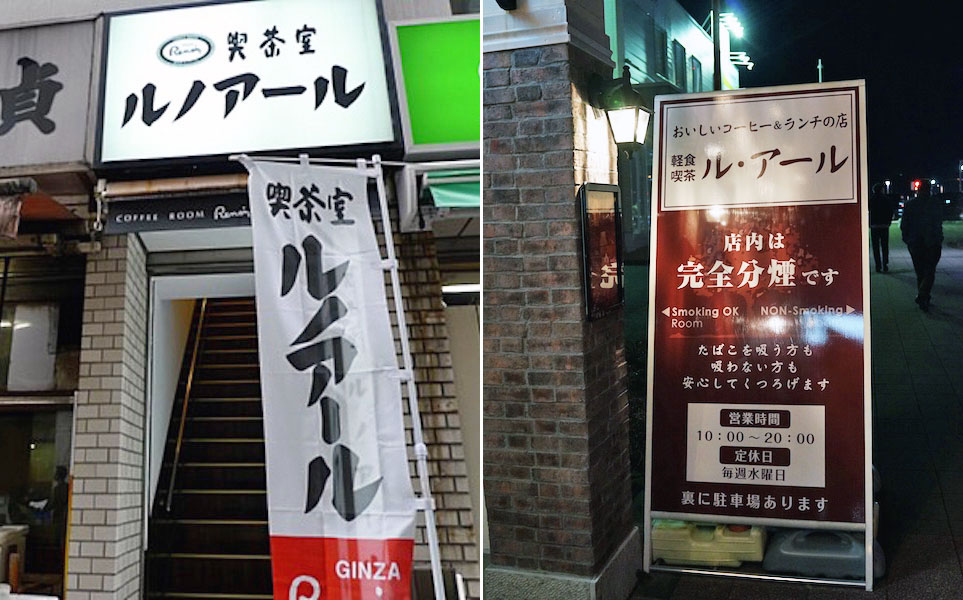 Renoir
喫茶室
ルノアール
貞
COFFEE ROOM Renoir
喫茶室
ルノアール
GINZA
おいしいコーヒー&ランチの店
軽食
喫茶
ル・アール
店内は
完全分煙です
Smoking OK
Room
NON-Smoking
たばこを吸う方も
吸わない方も
安心してくつろげます
営業時間
10:00~20:00
定休日
毎週水曜日
裏に駐車場あります